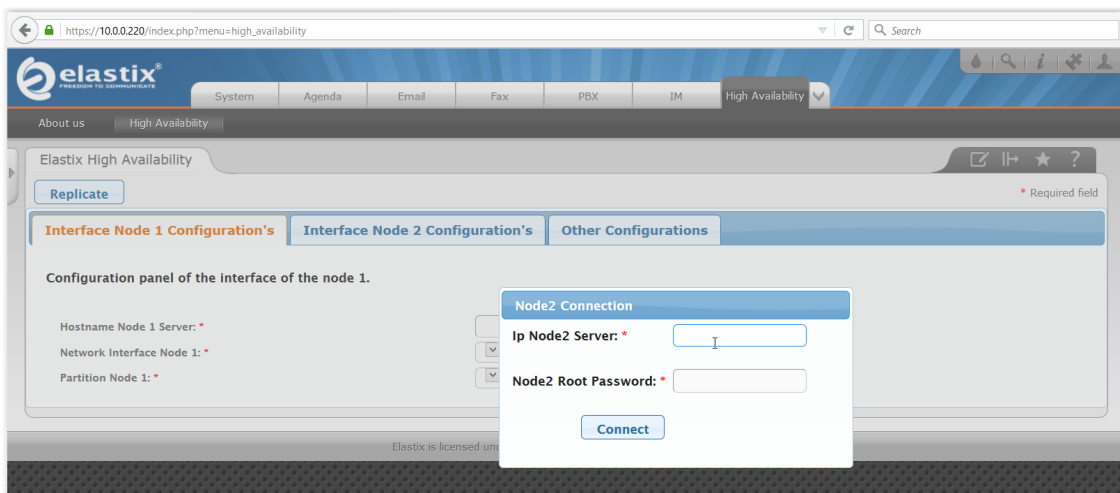 https://10.0.0.220/index.php?menu=high_availability
Search
elastix®
FREEDOM TO COMMUNICATE
System Agenda Email Fax PBX IM High Availability
About us High Availability
Elastix High Availability
Replicate * Required field
Interface Node 1 Configuration's Interface Node 2 Configuration's Other Configurations
Configuration panel of the interface of the node 1.
Node2 Connection
Hostname Node 1 Server: *
Ip Node2 Server: *
Network Interface Node 1: *
Partition Node 1: *
Node2 Root Password: *
Connect
Elastix is licensed